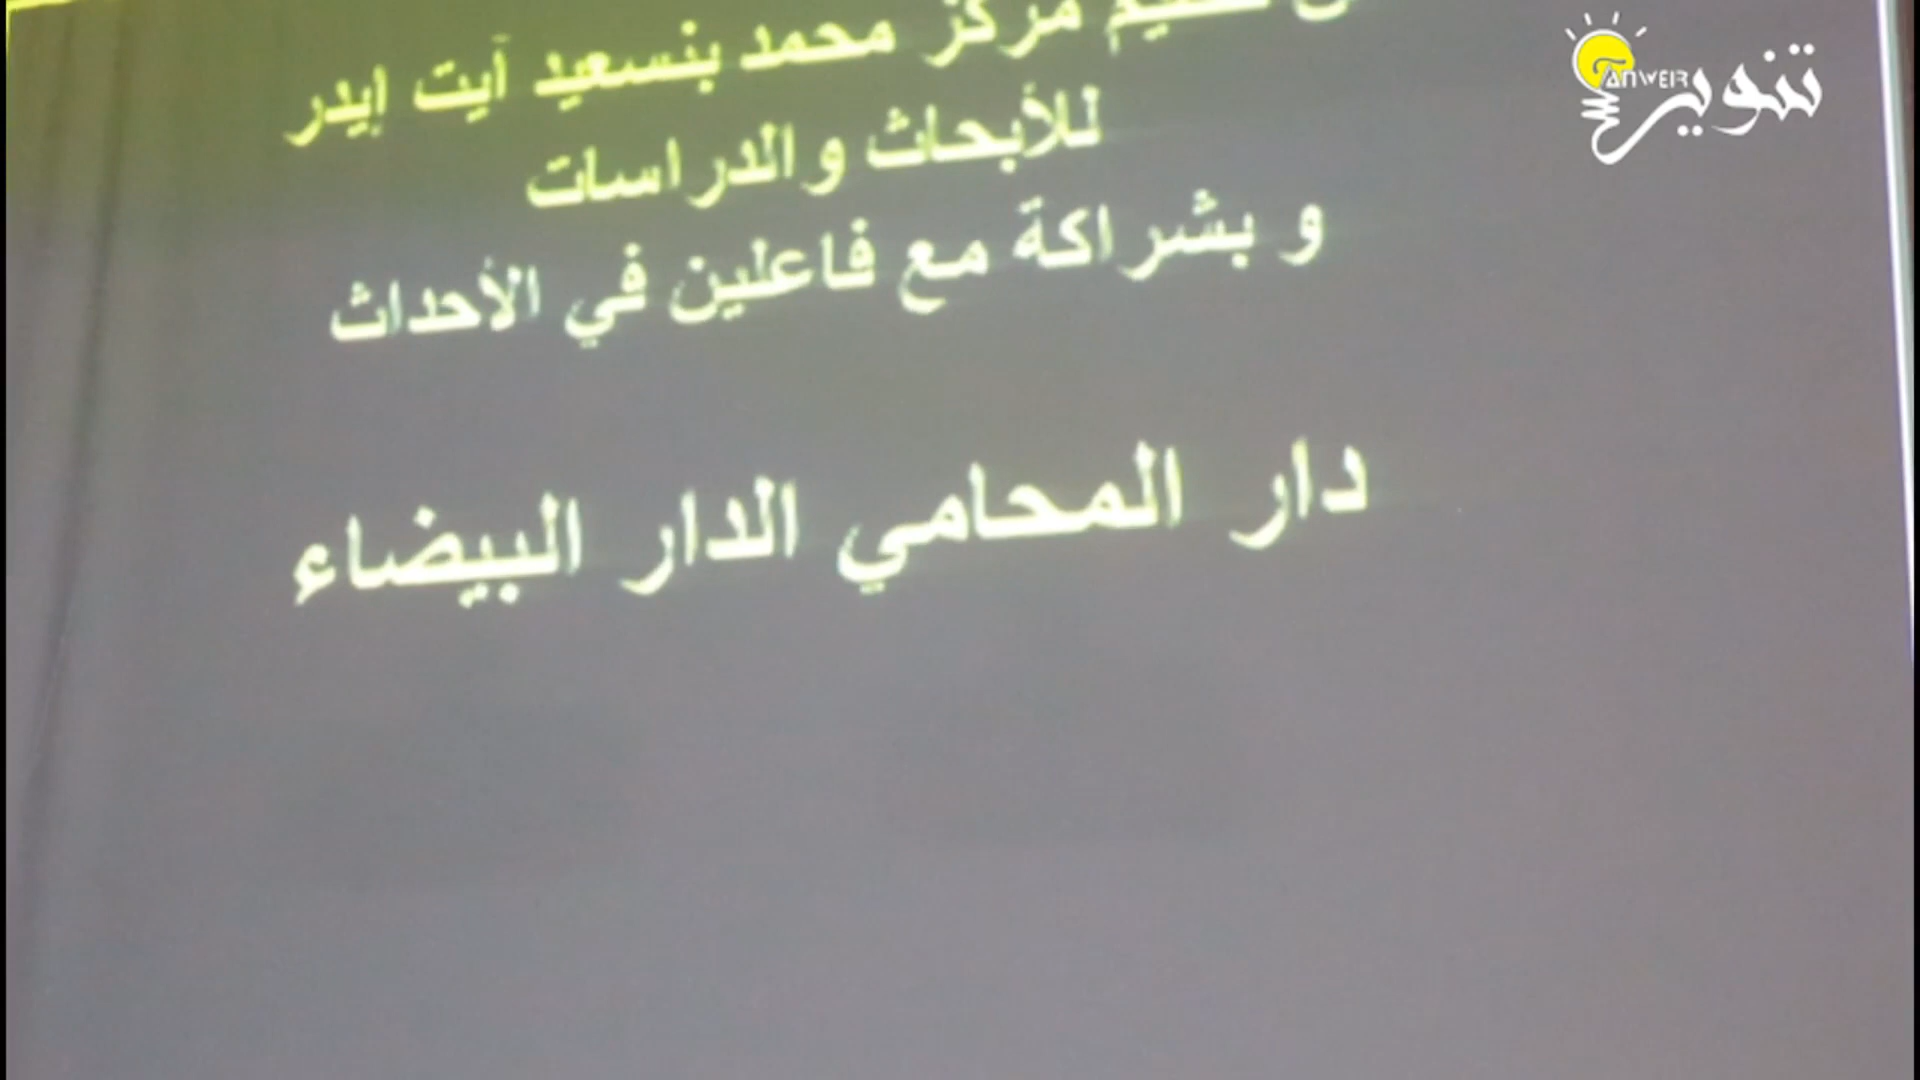 مركز محمد بنسعيد آيت إيدر
للأبحاث والدراسات
و بشراكة مع فاعلين في الأحداث
دار المحامي الدار البيضاء
تنوير
TANWEIR